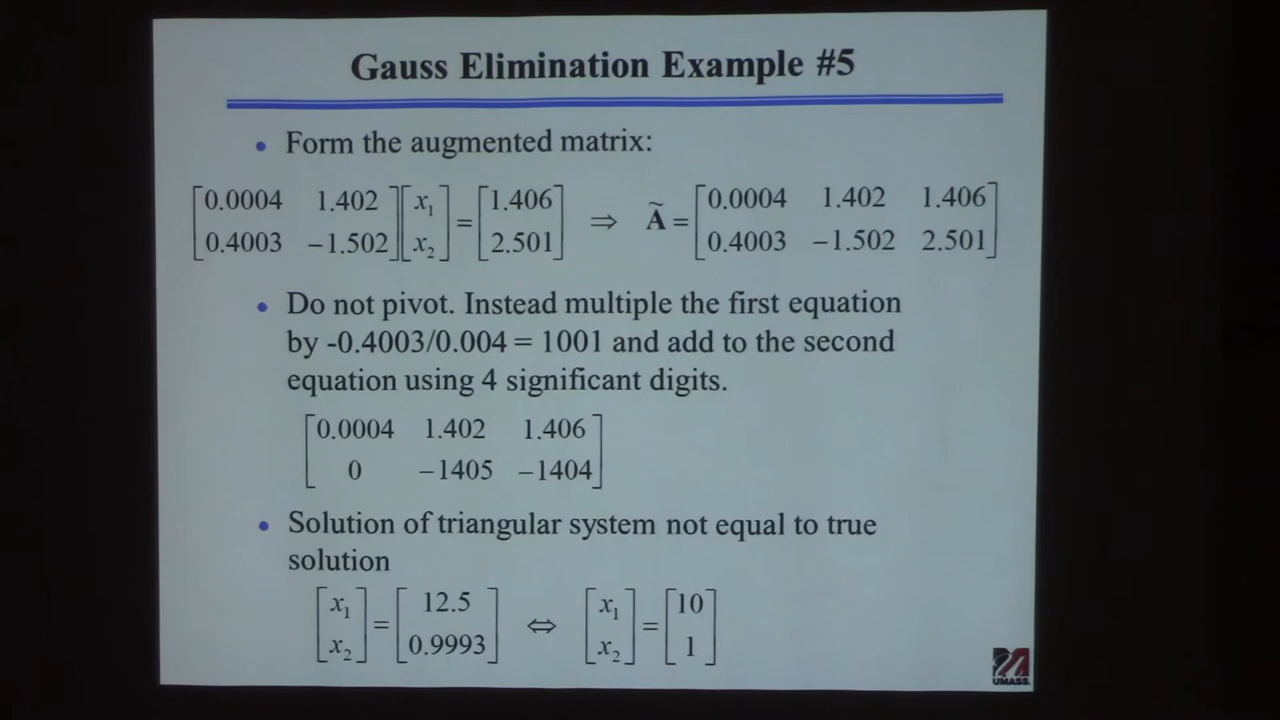 Gauss Elimination Example #5
• Form the augmented matrix:
[0.0004 1.402; 0.4003 −1.502] [x₁; x₂] = [1.406; 2.501] ⇒ Ã = [0.0004 1.402 1.406; 0.4003 −1.502 2.501]
• Do not pivot. Instead multiple the first equation
by -0.4003/0.004 = 1001 and add to the second
equation using 4 significant digits.
[0.0004 1.402 1.406; 0 −1405 −1404]
• Solution of triangular system not equal to true
solution
[x₁; x₂] = [12.5; 0.9993] ⇔ [x₁; x₂] = [10; 1]
UMASS